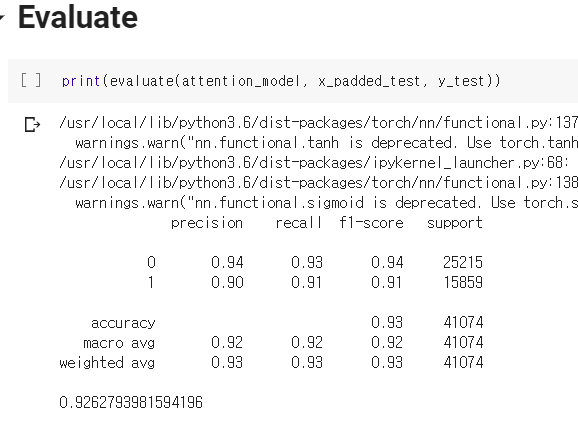 Evaluate
[ ] print(evaluate(attention_model, x_padded_test, y_test))
/usr/local/lib/python3.6/dist-packages/torch/nn/functional.py:137
warnings.warn("nn.functional.tanh is deprecated. Use torch.tanh
/usr/local/lib/python3.6/dist-packages/ipykernel_launcher.py:68:
/usr/local/lib/python3.6/dist-packages/torch/nn/functional.py:138
warnings.warn("nn.functional.sigmoid is deprecated. Use torch.s
precision recall f1-score support
0 0.94 0.93 0.94 25215
1 0.90 0.91 0.91 15859
accuracy 0.93 41074
macro avg 0.92 0.92 0.92 41074
weighted avg 0.93 0.93 0.93 41074
0.9262793981594196